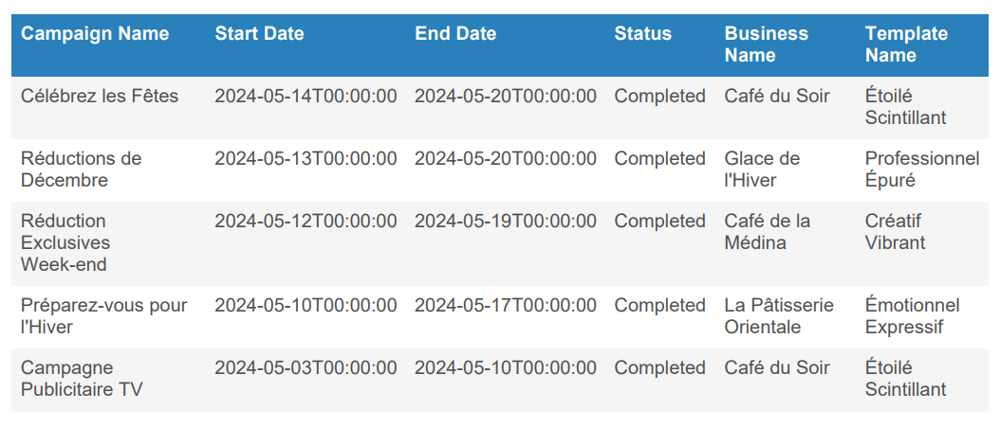 Campaign Name Start Date End Date Status Business Name Template Name
Célébrez les Fêtes 2024-05-14T00:00:00 2024-05-20T00:00:00 Completed Café du Soir Étoilé Scintillant
Réductions de Décembre 2024-05-13T00:00:00 2024-05-20T00:00:00 Completed Glace de l'Hiver Professionnel Épuré
Réduction Exclusives Week-end 2024-05-12T00:00:00 2024-05-19T00:00:00 Completed Café de la Médina Créatif Vibrant
Préparez-vous pour l'Hiver 2024-05-10T00:00:00 2024-05-17T00:00:00 Completed La Pâtisserie Orientale Émotionnel Expressif
Campagne Publicitaire TV 2024-05-03T00:00:00 2024-05-10T00:00:00 Completed Café du Soir Étoilé Scintillant